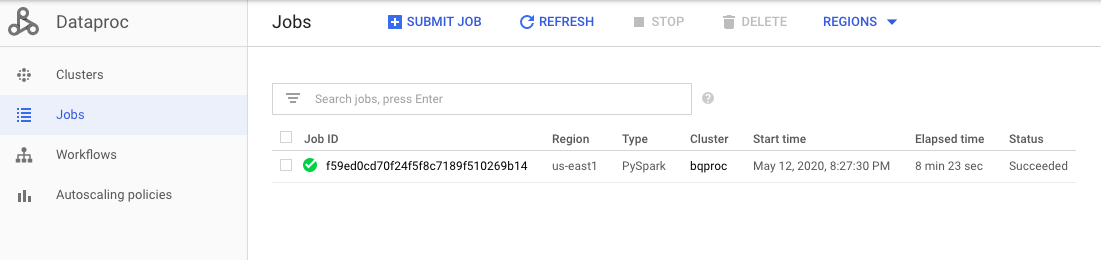 Dataproc
Jobs SUBMIT JOB REFRESH STOP DELETE REGIONS
Clusters
Jobs
Workflows
Autoscaling policies
Search jobs, press Enter ?
Job ID Region Type Cluster Start time Elapsed time Status
f59ed0cd70f24f5f8c7189f510269b14 us-east1 PySpark bqproc May 12, 2020, 8:27:30 PM 8 min 23 sec Succeeded